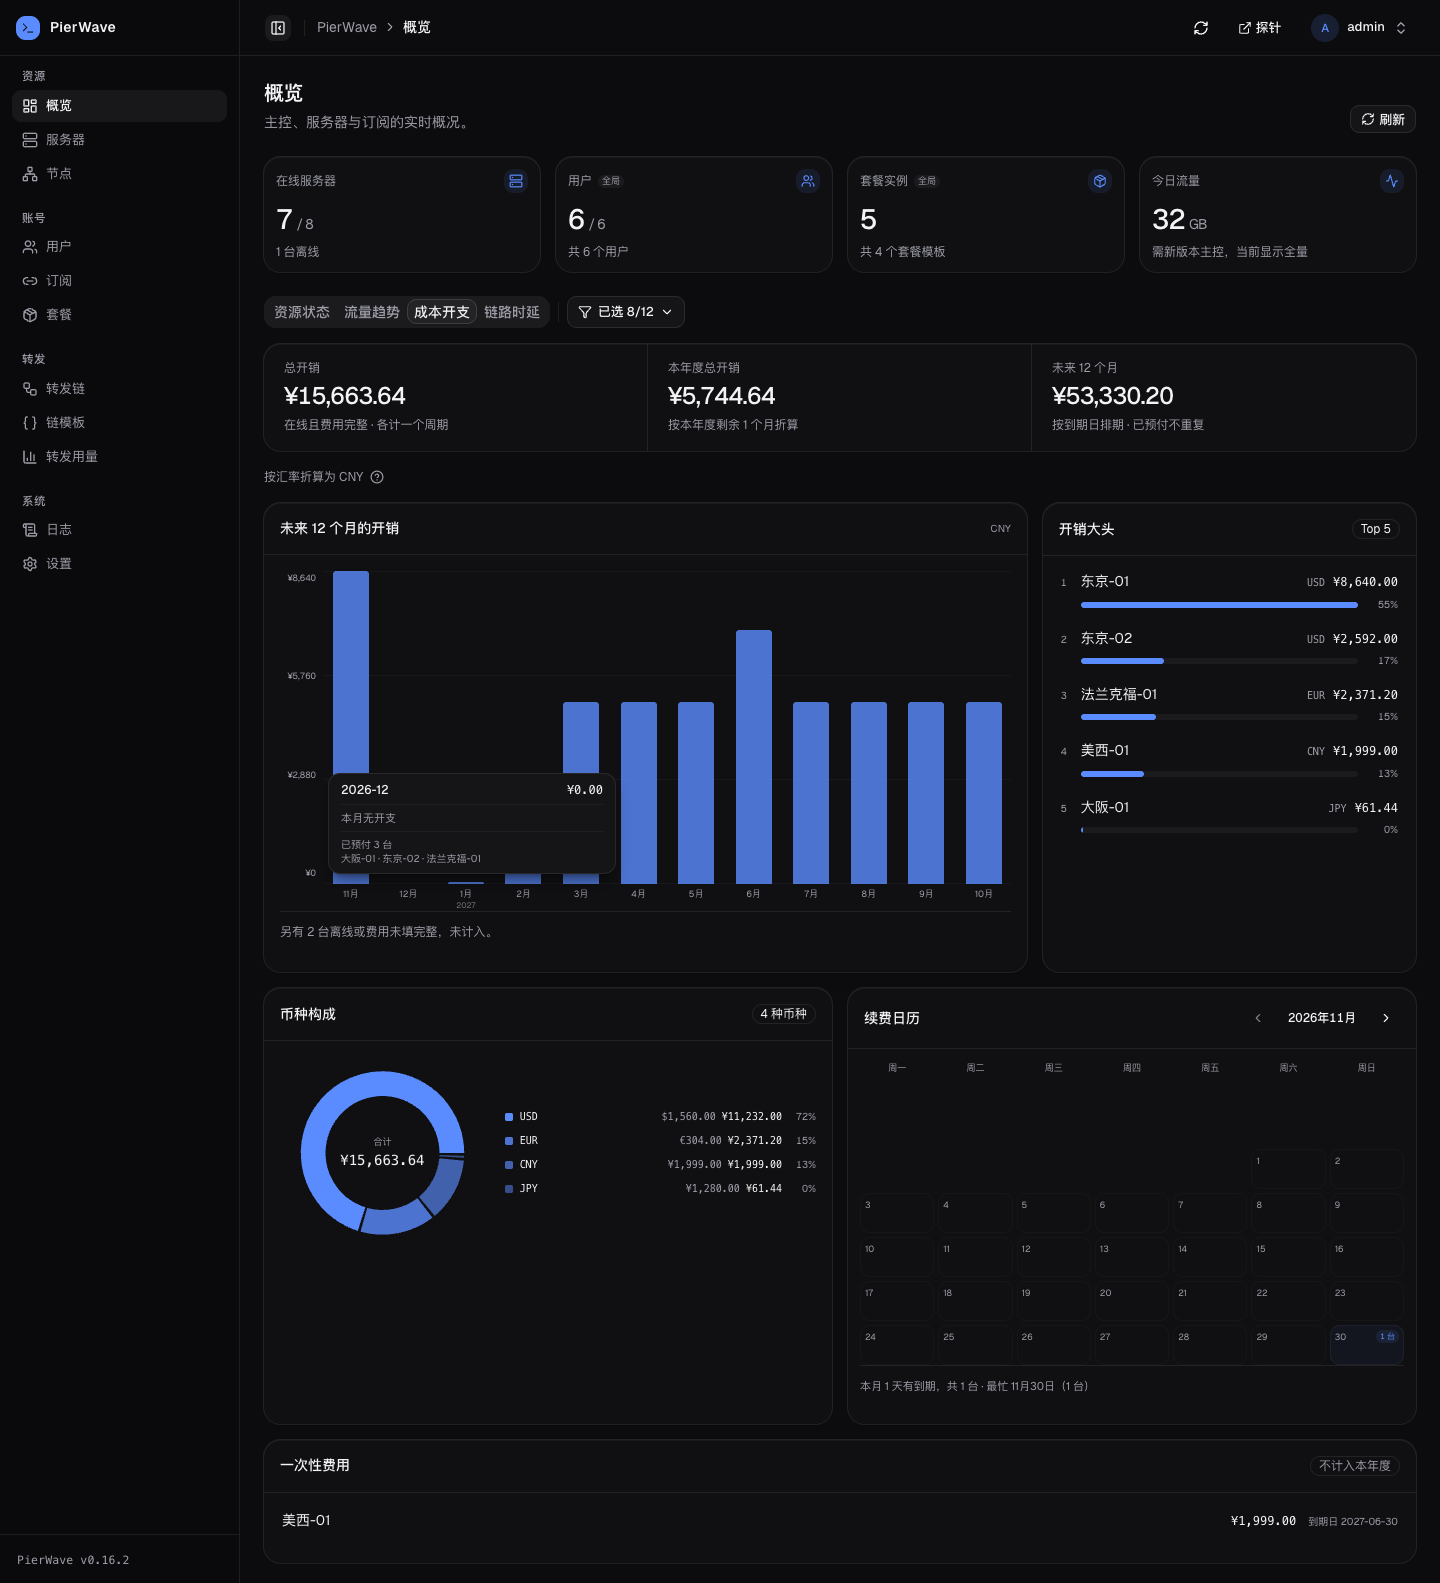 PierWave
PierWave > 概览
探针
A admin
资源
概览
服务器
节点
账号
用户
订阅
套餐
转发
转发链
链模板
转发用量
系统
日志
设置
PierWave v0.16.2
概览
主控、服务器与订阅的实时概况。
刷新
在线服务器
7 / 8
1 台离线
用户 全局
6 / 6
共 6 个用户
套餐实例 全局
5
共 4 个套餐模板
今日流量
32 GB
需新版本主控，当前显示全量
资源状态 流量趋势 成本开支 链路时延
已选 8/12
总开销
¥15,663.64
在线且费用完整 · 各计一个周期
本年度总开销
¥5,744.64
按本年度剩余 1 个月折算
未来 12 个月
¥53,330.20
按到期日排期 · 已预付不重复
按汇率折算为 CNY
未来 12 个月的开销 CNY
¥8,640
¥5,760
¥2,880
¥0
2026-12 ¥0.00
本月无开支
已预付 3 台
大阪-01 · 东京-02 · 法兰克福-01
11月 12月 1月 2月 3月 4月 5月 6月 7月 8月 9月 10月
2027
另有 2 台离线或费用未填完整，未计入。
开销大头 Top 5
1 东京-01 USD ¥8,640.00
55%
2 东京-02 USD ¥2,592.00
17%
3 法兰克福-01 EUR ¥2,371.20
15%
4 美西-01 CNY ¥1,999.00
13%
5 大阪-01 JPY ¥61.44
0%
币种构成 4 种币种
合计
¥15,663.64
USD $1,560.00 ¥11,232.00 72%
EUR €304.00 ¥2,371.20 15%
CNY ¥1,999.00 ¥1,999.00 13%
JPY ¥1,280.00 ¥61.44 0%
续费日历 2026年11月
周一 周二 周三 周四 周五 周六 周日
1 2
3 4 5 6 7 8 9
10 11 12 13 14 15 16
17 18 19 20 21 22 23
24 25 26 27 28 29 30 1 台
本月 1 天有到期，共 1 台 · 最忙 11月30日（1 台）
一次性费用 不计入本年度
美西-01 ¥1,999.00 到期日 2027-06-30